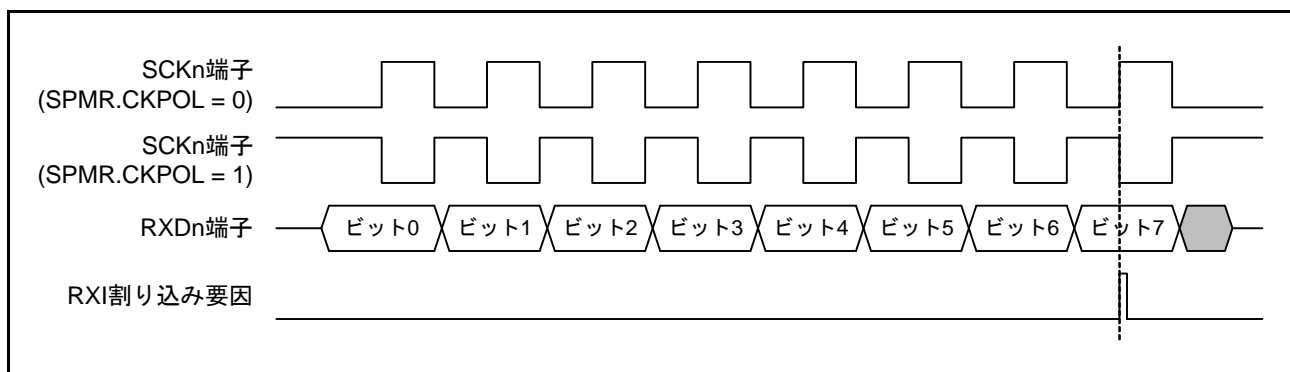 SCKn端子
(SPMR.CKPOL = 0)
SCKn端子
(SPMR.CKPOL = 1)
RXDn端子
ビット0 ビット1 ビット2 ビット3 ビット4 ビット5 ビット6 ビット7
RXI割り込み要因